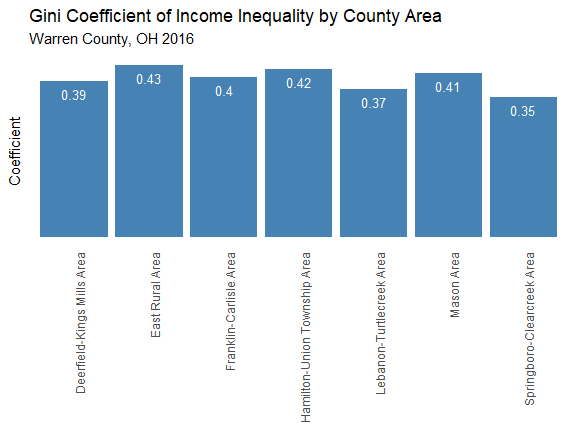 Gini Coefficient of Income Inequality by County Area
Warren County, OH 2016
Coefficient
0.39
0.43
0.4
0.42
0.37
0.41
0.35
Deerfield-Kings Mills Area
East Rural Area
Franklin-Carlisle Area
Hamilton-Union Township Area
Lebanon-Turtlecreek Area
Mason Area
Springboro-Clearcreek Area